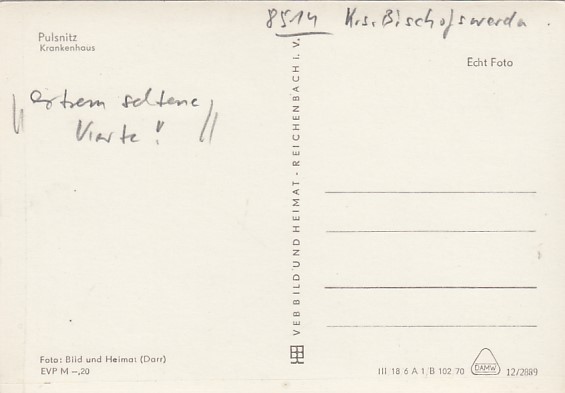 8514 Krs. Bischofswerda
Pulsnitz
Krankenhaus
Echt Foto
"extrem seltene
Karte!"
VEB BILD UND HEIMAT - REICHENBACH I. V.
Foto: Bild und Heimat (Darr)
EVP M -,20
III 18 6 A 1/B 102 70
DAMW
12/2889